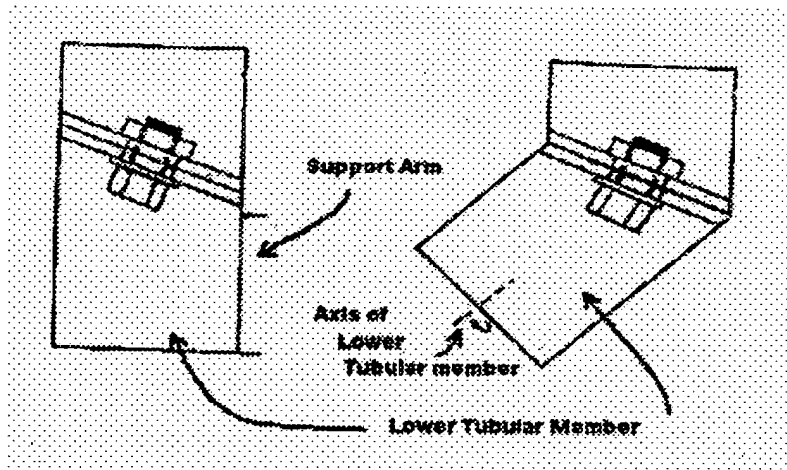 Support Arm
Axis of
Lower
Tubular member
Lower Tubular Member